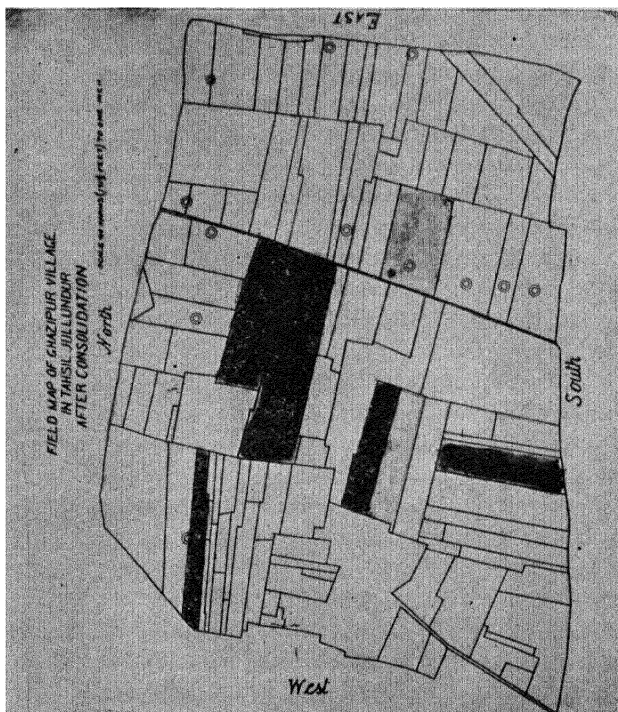 EAST
FIELD MAP OF GHAZIPUR VILLAGE
IN TAHSIL JULLUNDUR
AFTER CONSOLIDATION
North
South
West